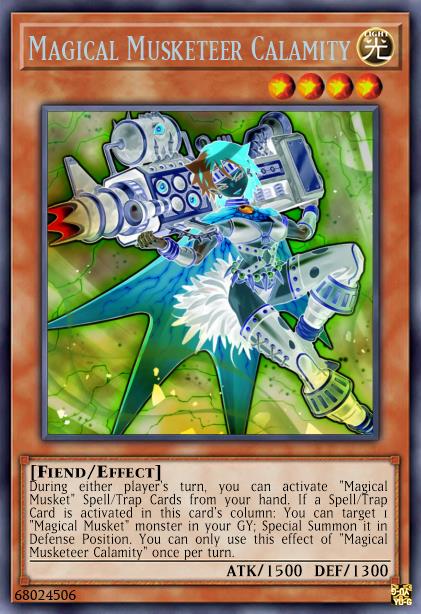 MAGICAL MUSKETEER CALAMITY
LIGHT
光
[FIEND/EFFECT]
During either player's turn, you can activate "Magical
Musket" Spell/Trap Cards from your hand. If a Spell/Trap
Card is activated in this card's column: You can target 1
"Magical Musket" monster in your GY; Special Summon it in
Defense Position. You can only use this effect of "Magical
Musketeer Calamity" once per turn.
ATK/1500 DEF/1300
68024506